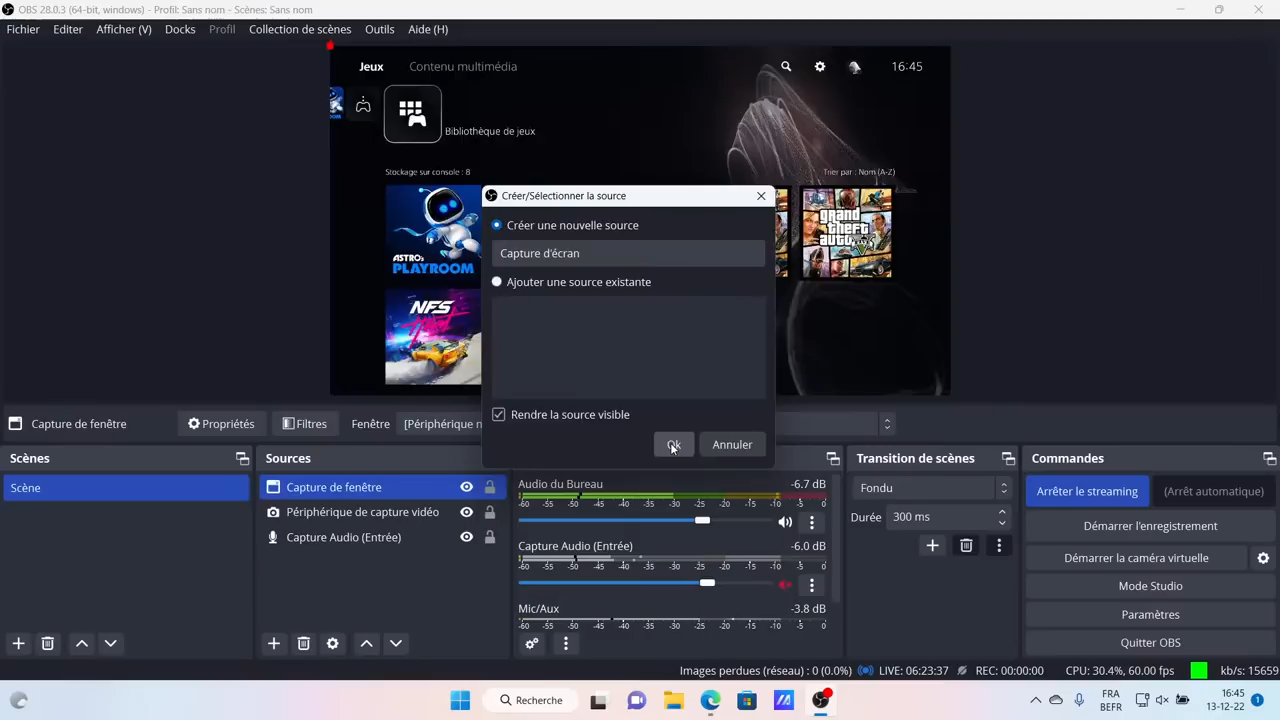 OBS 28.0.3 (64-bit, windows) - Profil: Sans nom - Scènes: Sans nom
Fichier Editer Afficher (V) Docks Profil Collection de scènes Outils Aide (H)
Jeux Contenu multimédia 16:45
Bibliothèque de jeux
Stockage sur console : 8 Trier par : Nom (A-Z)
ASTRO's
PLAYROOM
grand
theft
auto
V
NFS
Heat
Créer/Sélectionner la source
Créer une nouvelle source
Capture d'écran
Ajouter une source existante
Rendre la source visible
Ok Annuler
Capture de fenêtre Propriétés Filtres Fenêtre [Périphérique n
Scènes
Scène
Sources
Capture de fenêtre
Périphérique de capture vidéo
Capture Audio (Entrée)
Audio du Bureau -6.7 dB
-60 -55 -50 -45 -40 -35 -30 -25 -20 -15 -10 -5 0
Capture Audio (Entrée) -6.0 dB
-60 -55 -50 -45 -40 -35 -30 -25 -20 -15 -10 -5 0
Mic/Aux -3.8 dB
-60 -55 -50 -45 -40 -35 -30 -25 -20 -15 -10 -5 0
Transition de scènes
Fondu
Durée 300 ms
Commandes
Arrêter le streaming (Arrêt automatique)
Démarrer l'enregistrement
Démarrer la caméra virtuelle
Mode Studio
Paramètres
Quitter OBS
Images perdues (réseau) : 0 (0.0%) LIVE: 06:23:37 REC: 00:00:00 CPU: 30.4%, 60.00 fps kb/s: 15659
Recherche
FRA
BEFR
16:45
13-12-22
1